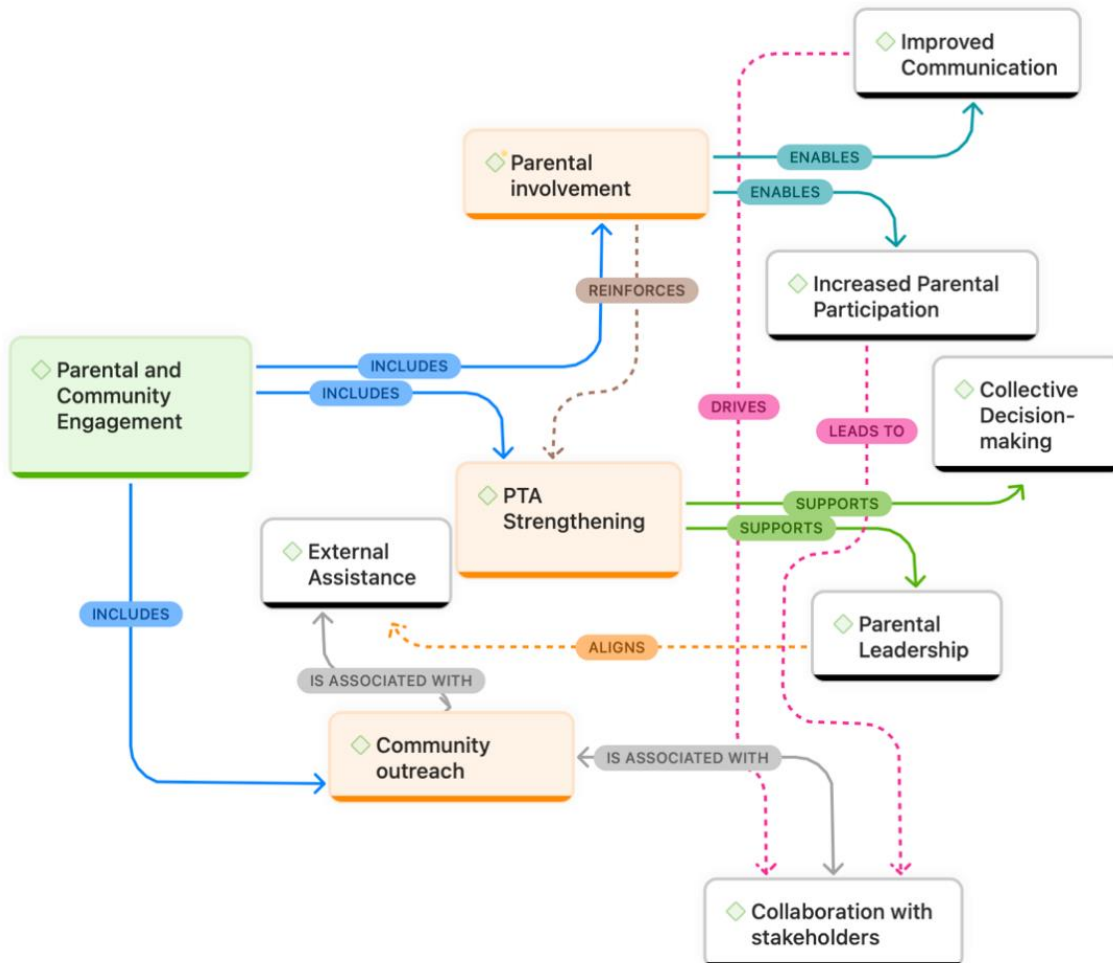 Improved
Communication
Parental
involvement
ENABLES
ENABLES
Increased Parental
Participation
REINFORCES
Parental and
Community
Engagement
INCLUDES
INCLUDES
DRIVES
LEADS TO
Collective
Decision-
making
PTA
Strengthening
SUPPORTS
SUPPORTS
External
Assistance
INCLUDES
Parental
Leadership
ALIGNS
IS ASSOCIATED WITH
Community
outreach
IS ASSOCIATED WITH
Collaboration with
stakeholders